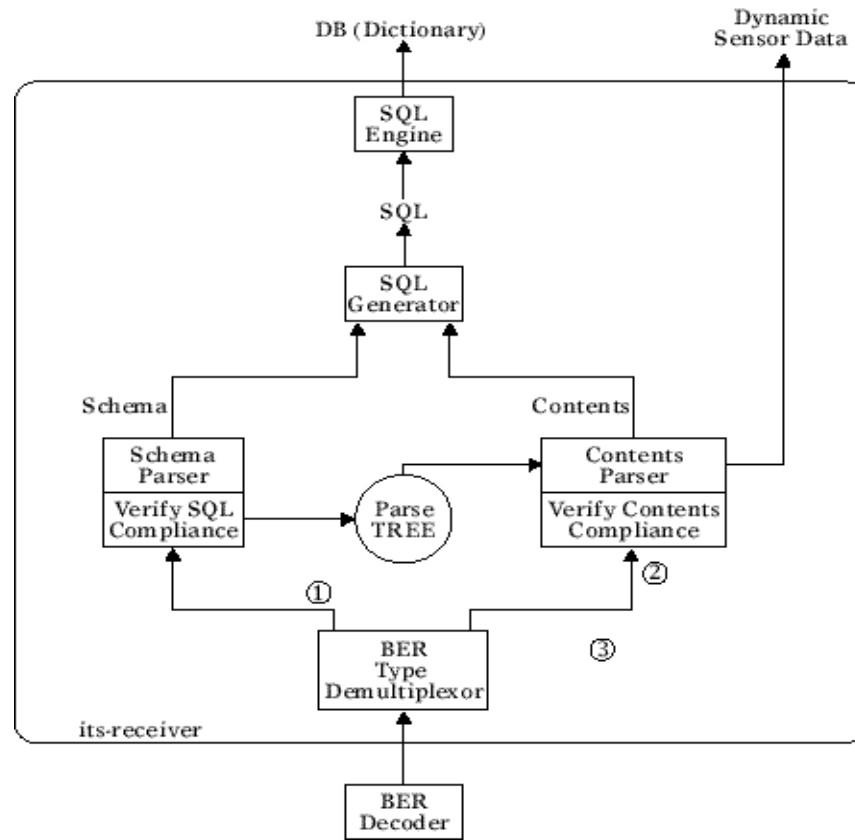 DB (Dictionary)
Dynamic
Sensor Data
SQL
Engine
SQL
SQL
Generator
Schema
Contents
Schema
Parser
Verify SQL
Compliance
Parse
TREE
Contents
Parser
Verify Contents
Compliance
①
②
③
BER
Type
Demultiplexor
its-receiver
BER
Decoder